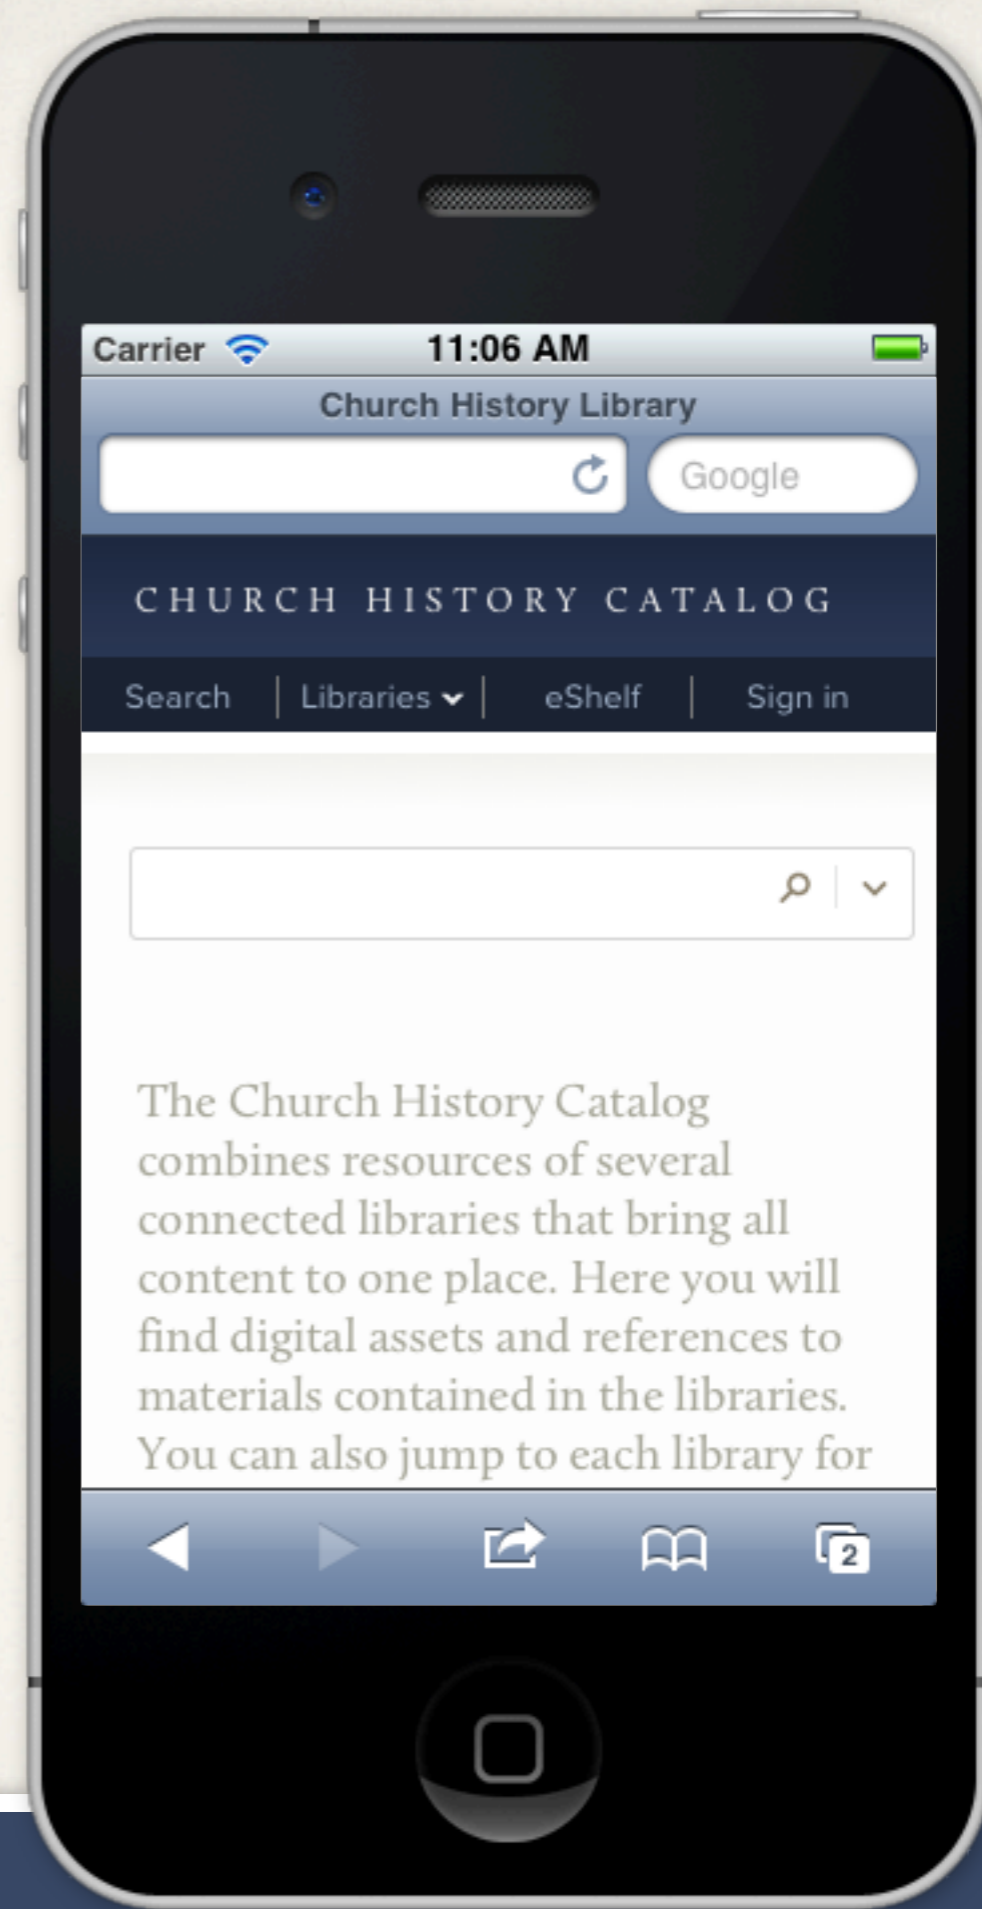 Carrier 11:06 AM
Church History Library
Google
CHURCH HISTORY CATALOG
Search Libraries eShelf Sign in
The Church History Catalog
combines resources of several
connected libraries that bring all
content to one place. Here you will
find digital assets and references to
materials contained in the libraries.
You can also jump to each library for
2